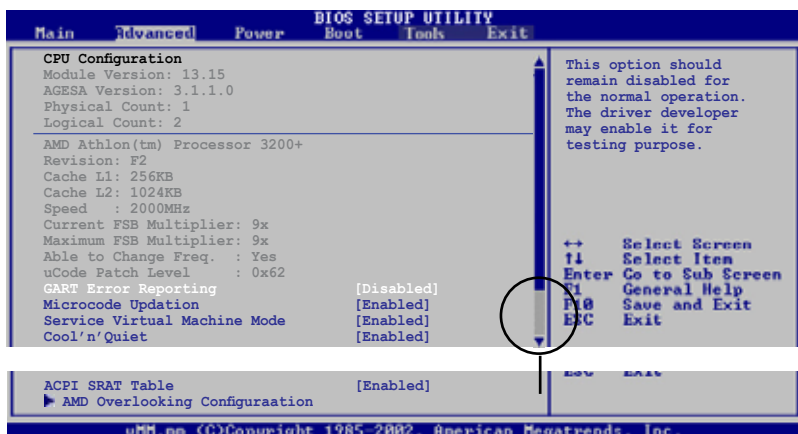 BIOS SETUP UTILITY
Main Advanced Power Boot Tools Exit
CPU Configuration
Module Version: 13.15
AGESA Version: 3.1.1.0
Physical Count: 1
Logical Count: 2
AMD Athlon(tm) Processor 3200+
Revision: F2
Cache L1: 256KB
Cache L2: 1024KB
Speed : 2000MHz
Current FSB Multiplier: 9x
Maximum FSB Multiplier: 9x
Able to Change Freq. : Yes
uCode Patch Level : 0x62
GART Error Reporting [Disabled]
Microcode Updation [Enabled]
Service Virtual Machine Mode [Enabled]
Cool'n'Quiet [Enabled]
ACPI SRAT Table [Enabled]
AMD Overlooking Configuraation
This option should
remain disabled for
the normal operation.
The driver developer
may enable it for
testing purpose.
↔ Select Screen
↑↓ Select Item
Enter Go to Sub Screen
F1 General Help
F10 Save and Exit
ESC Exit
ESC Exit
(C)Copyright 1985-2002, American Megatrends, Inc.